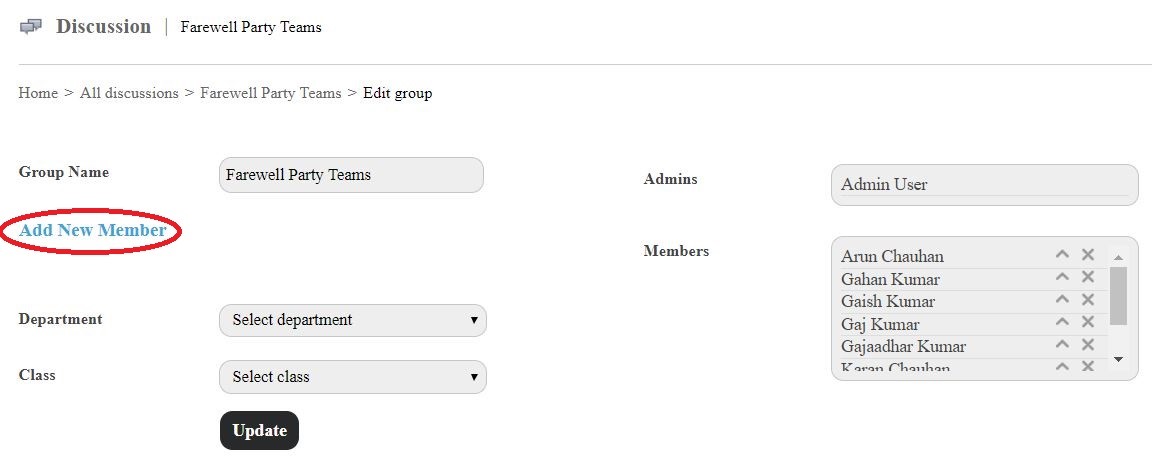 Discussion | Farewell Party Teams
Home > All discussions > Farewell Party Teams > Edit group
Group Name
Farewell Party Teams
Add New Member
Department
Select department
Class
Select class
Update
Admins
Admin User
Members
Arun Chauhan
Gahan Kumar
Gaish Kumar
Gaj Kumar
Gajaadhar Kumar
Karan Chauhan